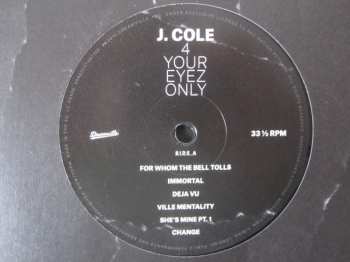 J. COLE
4
YOUR
EYEZ
ONLY
Dreamville
S.I.D.E._A
33 ⅓ RPM
FOR WHOM THE BELL TOLLS
IMMORTAL
DEJA VU
VILLE MENTALITY
SHE'S MINE PT. 1
CHANGE